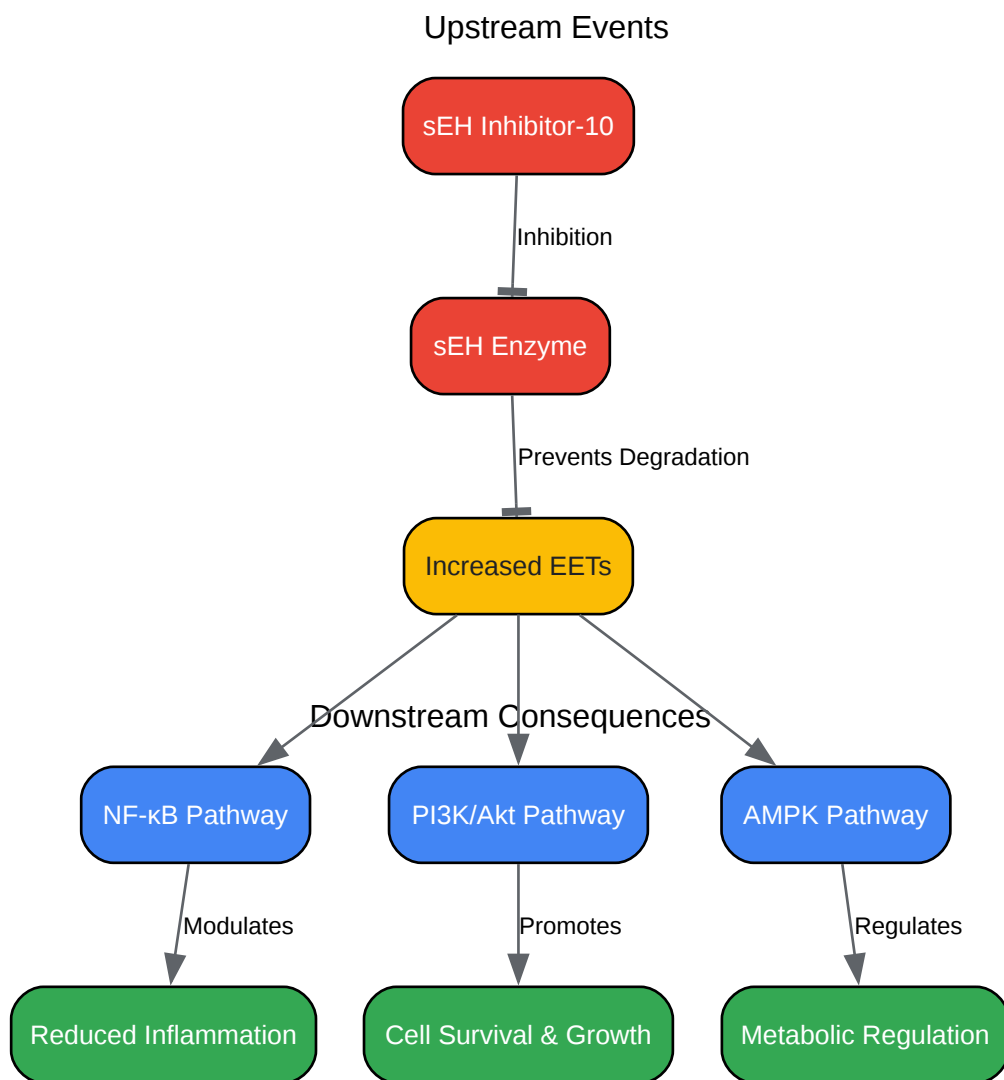 Upstream Events
sEH Inhibitor-10
Inhibition
sEH Enzyme
Prevents Degradation
Increased EETs
Downstream Consequences
NF-κB Pathway
PI3K/Akt Pathway
AMPK Pathway
Modulates
Promotes
Regulates
Reduced Inflammation
Cell Survival & Growth
Metabolic Regulation